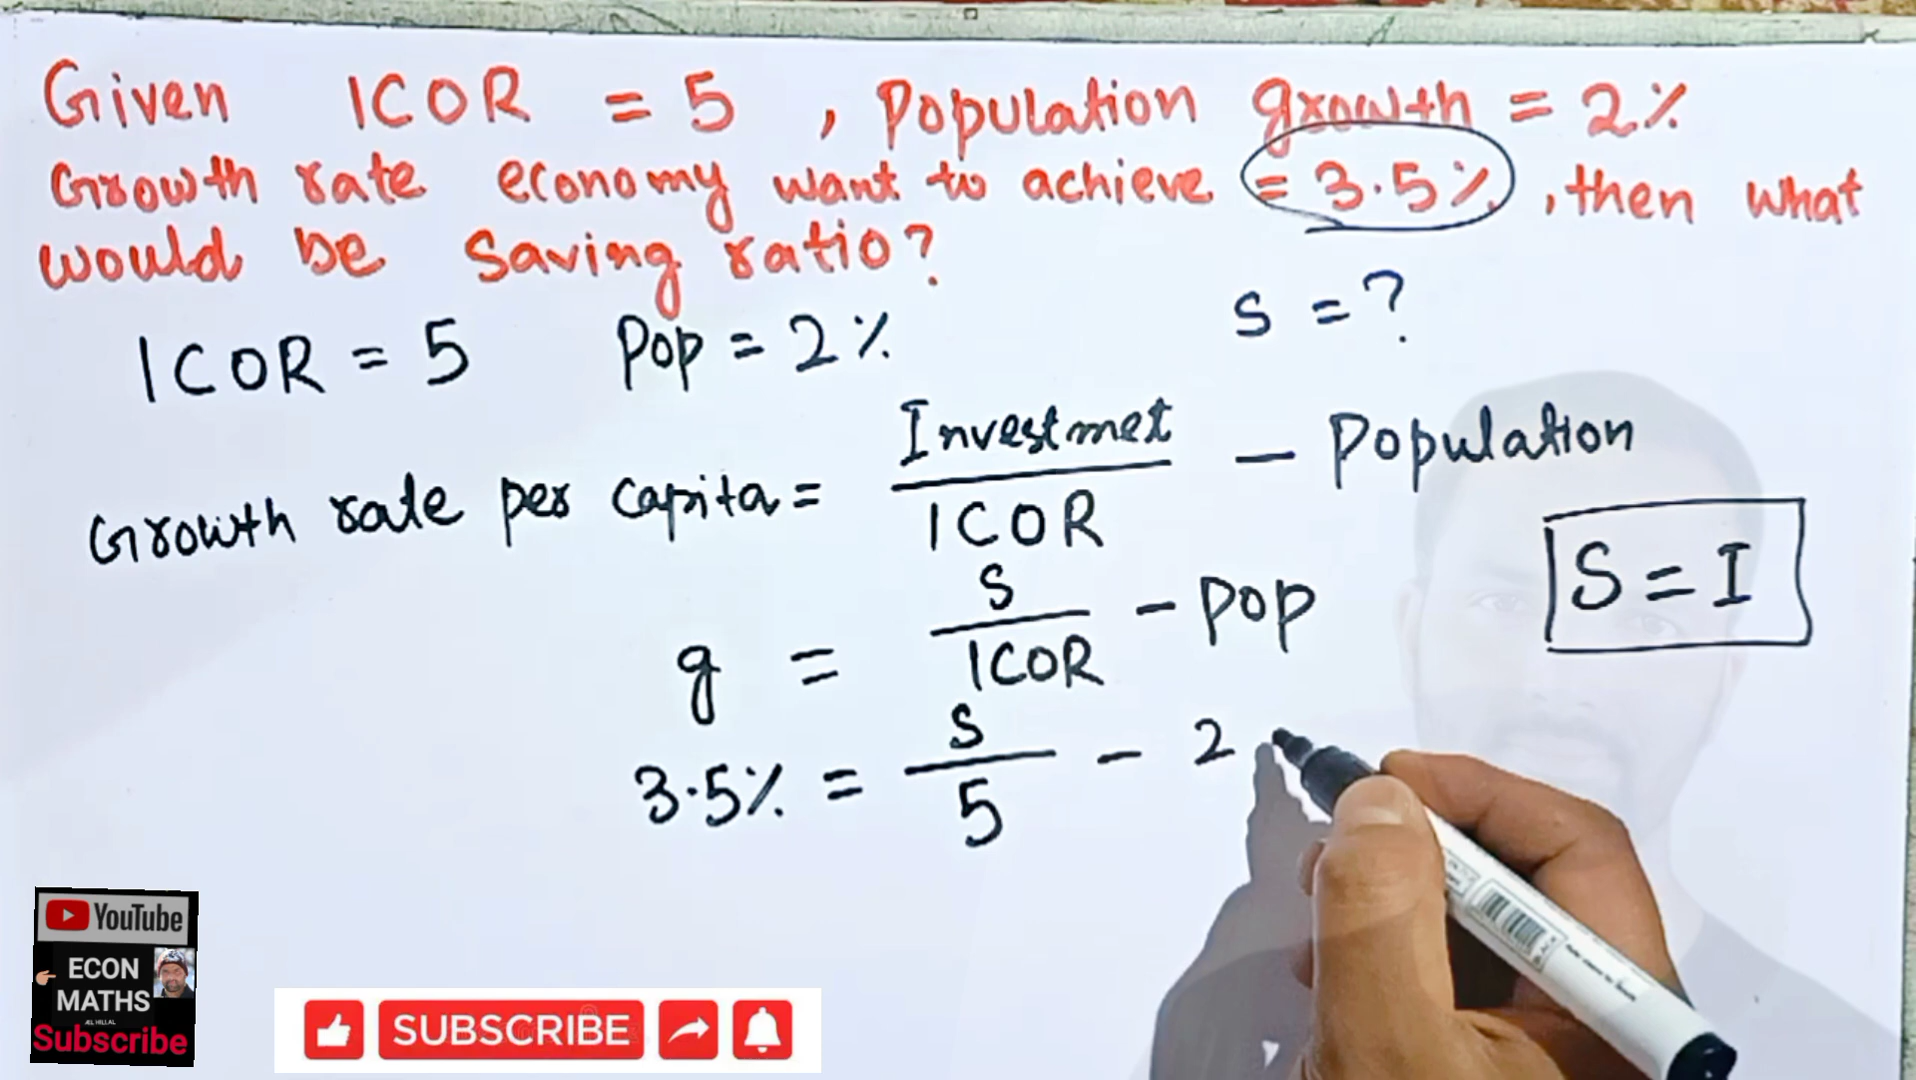 Given ICOR = 5, Population growth = 2%
Growth rate economy want to achieve = 3.5%, then what
would be saving ratio?
ICOR = 5 Pop = 2% S = ?
Growth rate per capita = Investmet / ICOR - Population
g = S / ICOR - Pop
S = I
3.5% = S / 5 - 2
YouTube
ECON
MATHS
Subscribe
SUBSCRIBE